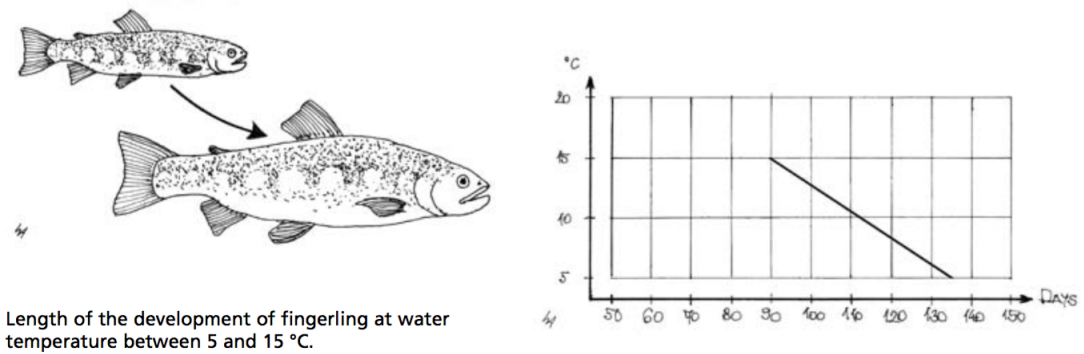 °C
20
15
10
5
50 60 70 80 90 100 110 120 130 140 150 DAYS
Length of the development of fingerling at water
temperature between 5 and 15 °C.